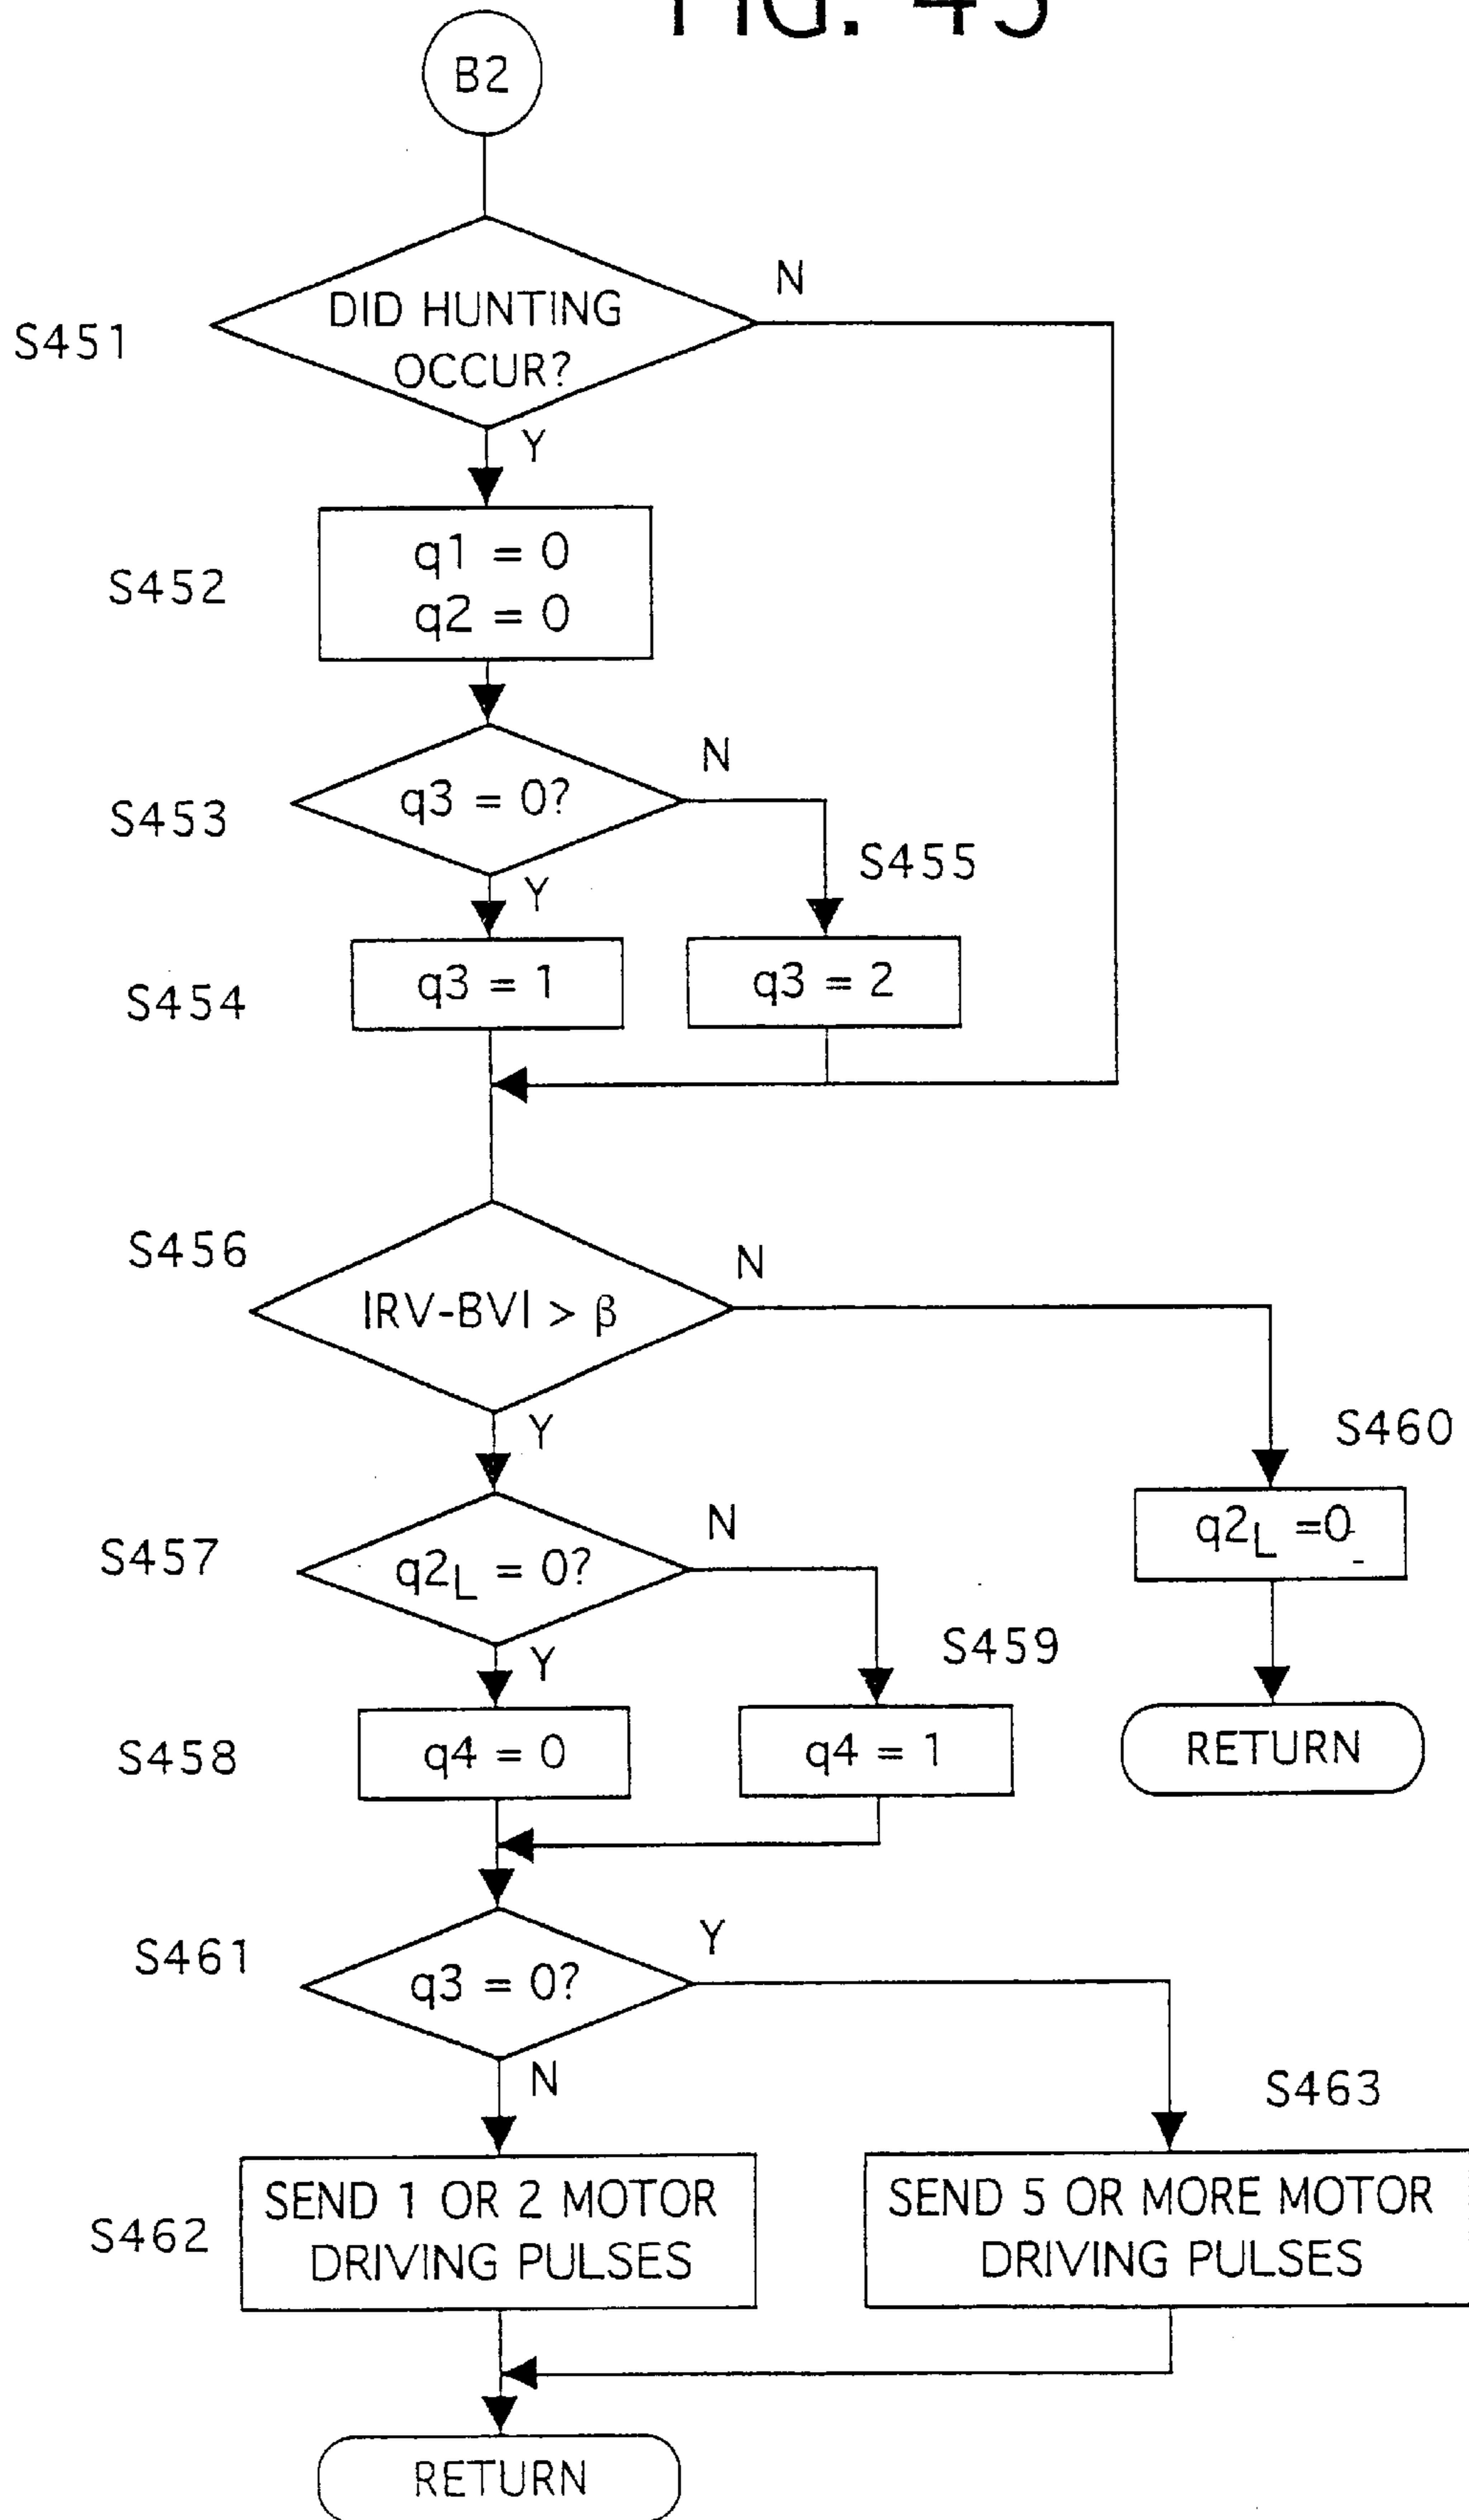 FIG. 45
B2
S451
DID HUNTING
OCCUR?
N
Y
S452
q1 = 0
q2 = 0
S453
q3 = 0?
N
Y
S455
S454
q3 = 1
q3 = 2
S456
|RV-BV| > β
N
Y
S460
q2L =0
S457
q2L = 0?
N
Y
S459
S458
q4 = 0
q4 = 1
RETURN
S461
q3 = 0?
Y
N
S463
S462
SEND 1 OR 2 MOTOR
DRIVING PULSES
SEND 5 OR MORE MOTOR
DRIVING PULSES
RETURN